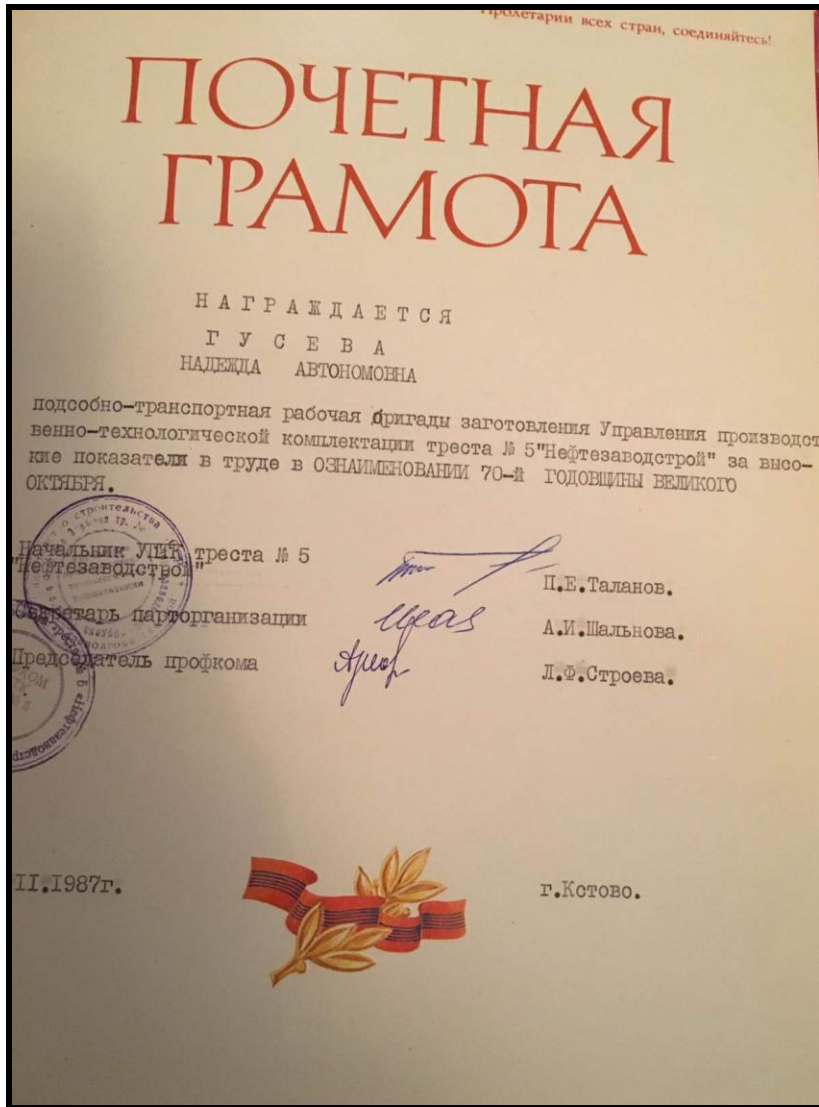 Пролетарии всех стран, соединяйтесь!
ПОЧЕТНАЯ
ГРАМОТА
НАГРАЖДАЕТСЯ
ГУСЕВА
НАДЕЖДА АВТОНОМОВНА
подсобно-транспортная рабочая бригады заготовления Управления производст
венно-технологической комплектации треста № 5"Нефтезаводстрой" за высо-
кие показатели в труде в ОЗНАИМЕНОВАНИИ 70-й ГОДОВЩИНЫ ВЕЛИКОГО
ОКТЯБРЯ.
Начальник УПТК треста № 5
"Нефтезаводстрой"
П.Е.Таланов.
Секретарь парторганизации
А.И.Шальнова.
Председатель профкома
Л.Ф.Строева.
II.1987г.
г.Кстово.